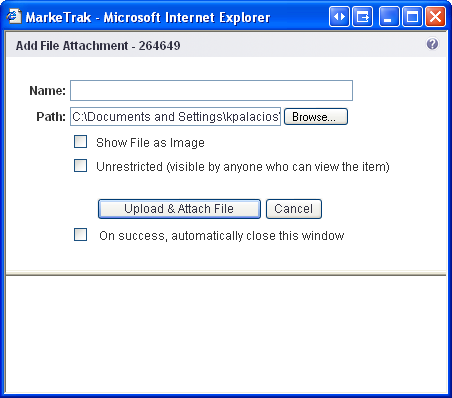 MarkeTrak - Microsoft Internet Explorer
Add File Attachment - 264649
Name:
Path: C:\Documents and Settings\kpalacios\ Browse...
Show File as Image
Unrestricted (visible by anyone who can view the item)
Upload & Attach File Cancel
On success, automatically close this window